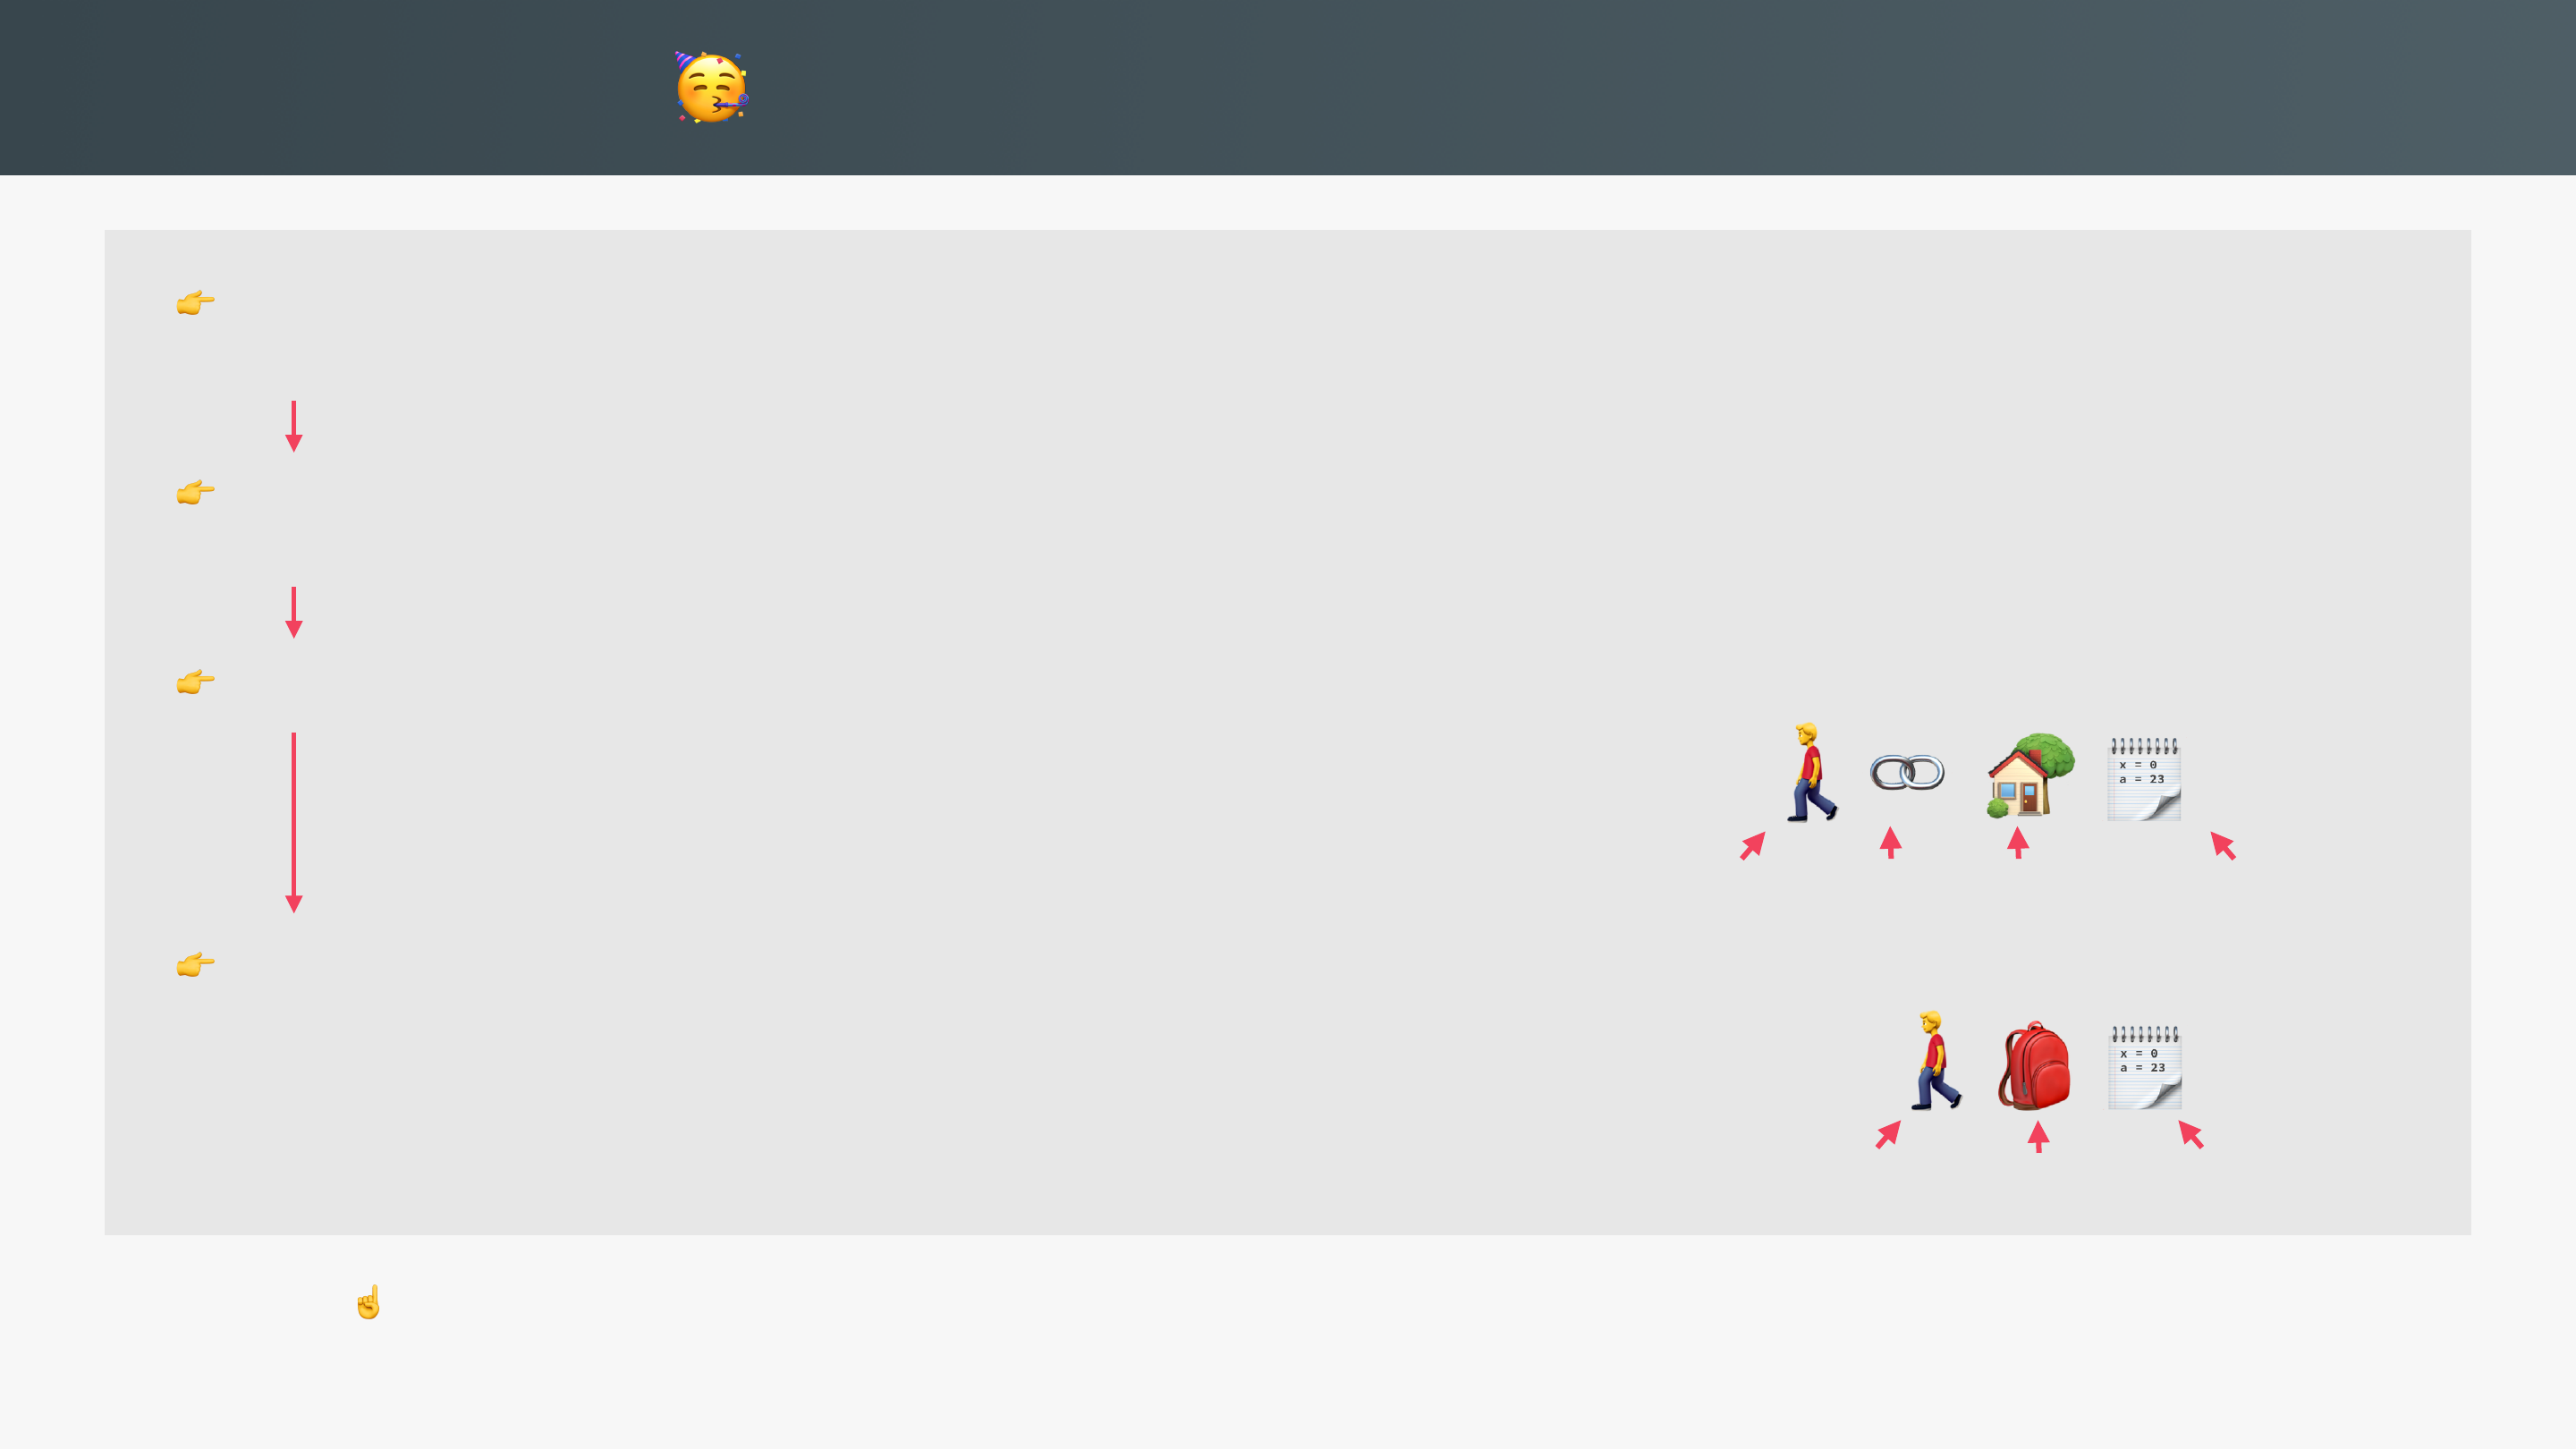 x = 0
a = 23
x = 0
a = 23